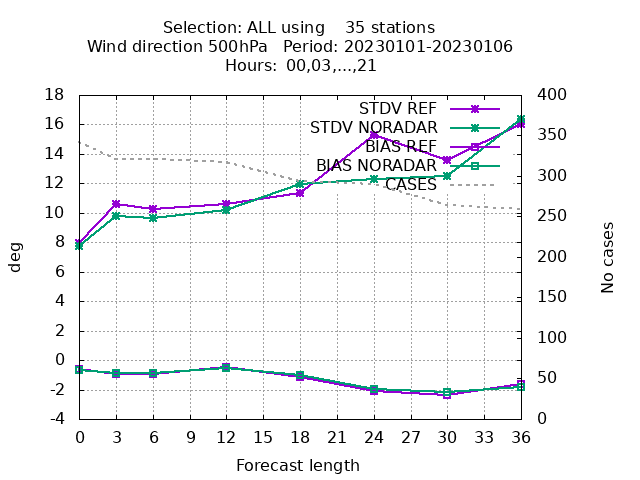 Selection: ALL using    35 stations
Wind direction 500hPa   Period: 20230101-20230106
Hours: 00,03,...,21
18
16
14
12
10
8
6
4
2
0
-2
-4
deg
STDV REF
STDV NORADAR
BIAS REF
BIAS NORADAR
CASES
400
350
300
250
200
150
100
50
0
No cases
0 3 6 9 12 15 18 21 24 27 30 33 36
Forecast length